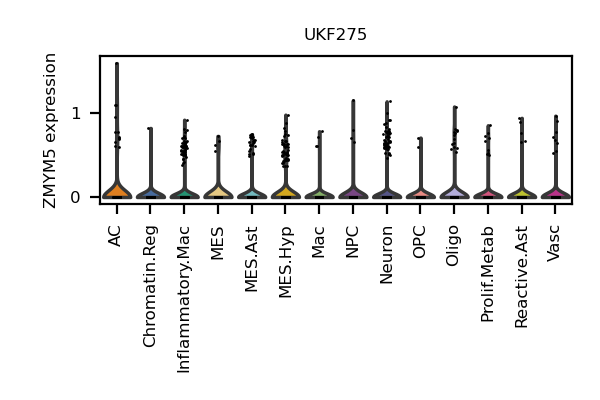 UKF275
ZMYM5 expression
1
0
AC
Chromatin.Reg
Inflammatory.Mac
MES
MES.Ast
MES.Hyp
Mac
NPC
Neuron
OPC
Oligo
Prolif.Metab
Reactive.Ast
Vasc